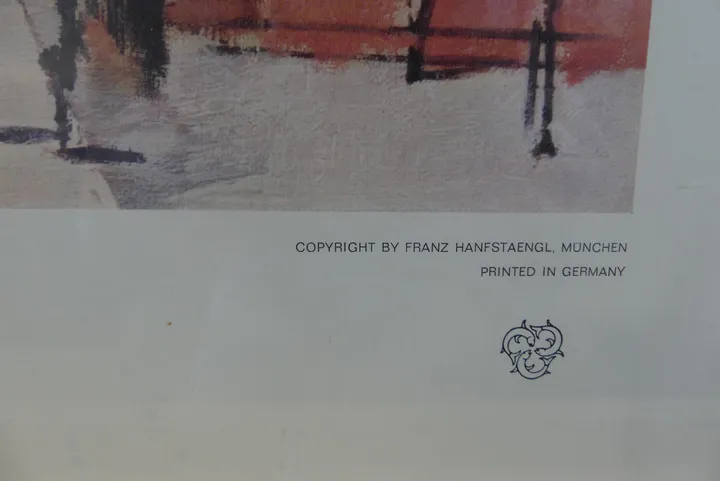 COPYRIGHT BY FRANZ HANFSTAENGL, MÜNCHEN
PRINTED IN GERMANY